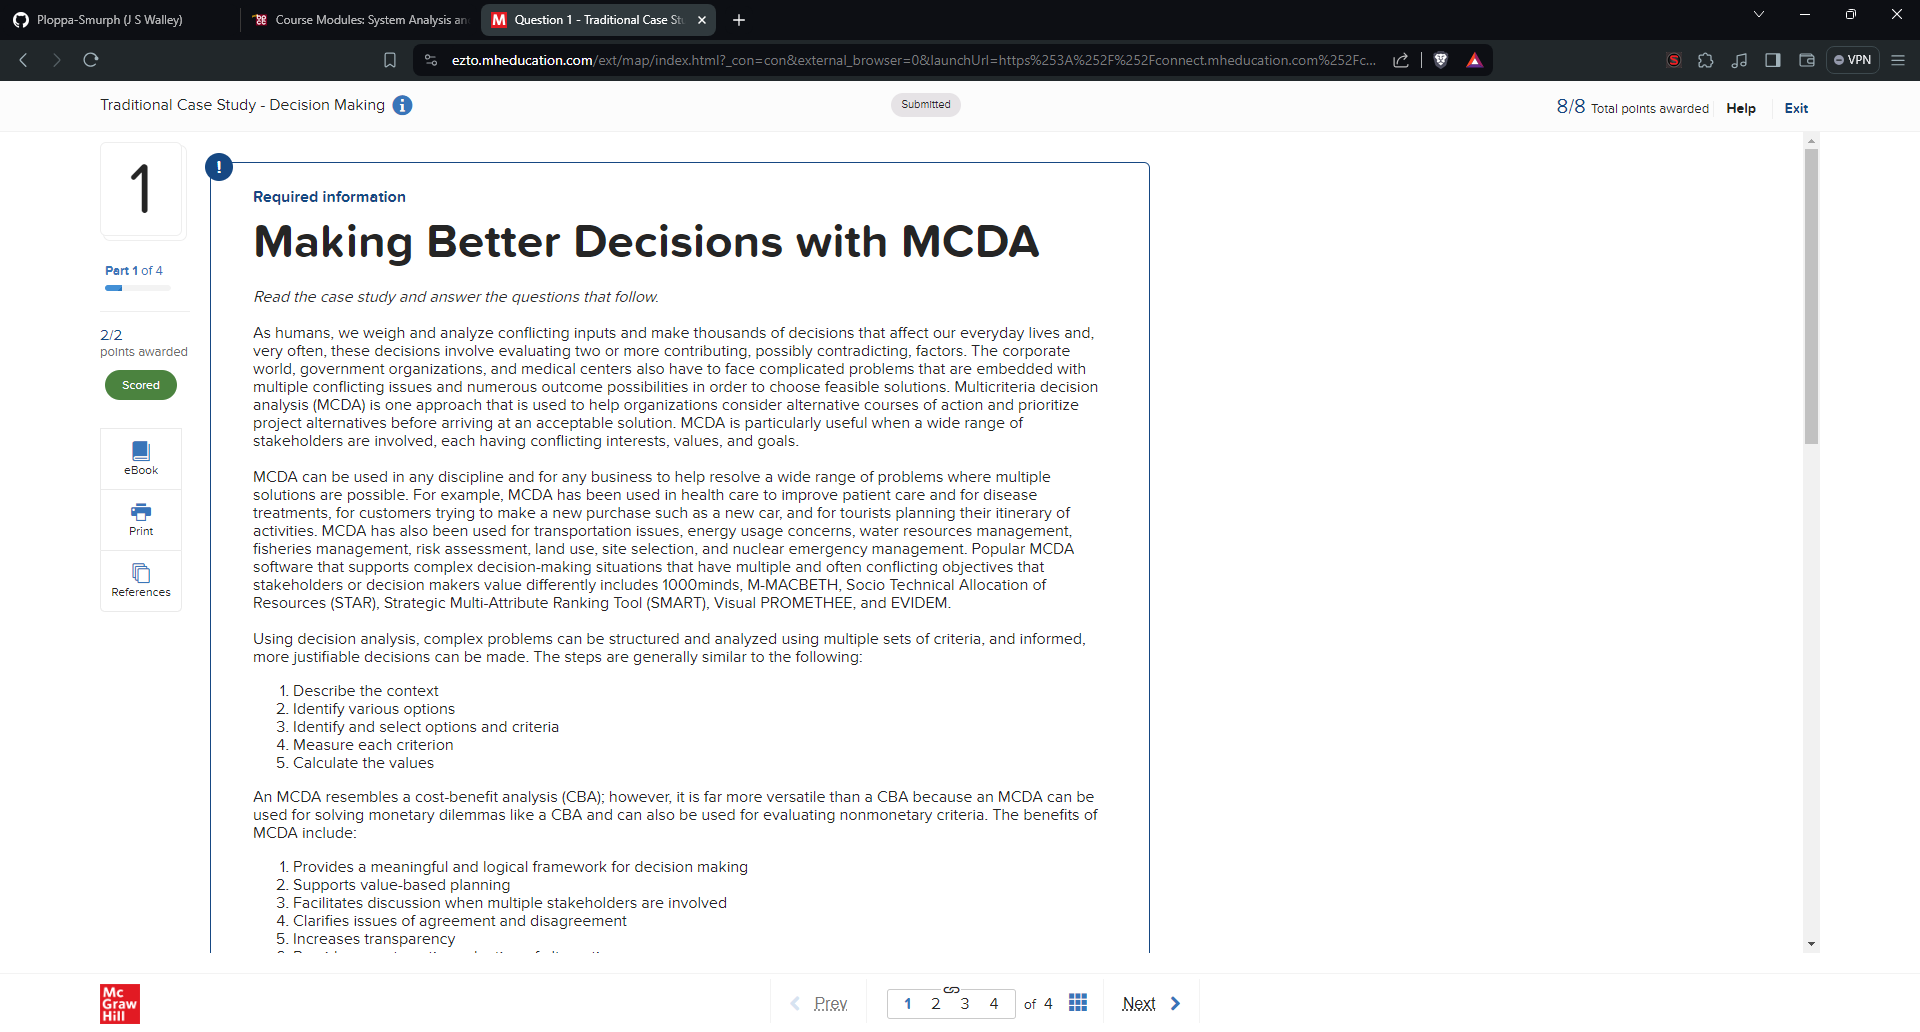 Ploppa-Smurph (J S Walley)
Course Modules: System Analysis an
Question 1 - Traditional Case St
ezto.mheducation.com/ext/map/index.html?_con=con&external_browser=0&launchUrl=https%253A%252F%252Fconnect.mheducation.com%252Fc...
VPN
Traditional Case Study - Decision Making
Submitted
8/8 Total points awarded
Help
Exit
1
Part 1 of 4
2/2
points awarded
Scored
eBook
Print
References
!
Required information
Making Better Decisions with MCDA
Read the case study and answer the questions that follow.
As humans, we weigh and analyze conflicting inputs and make thousands of decisions that affect our everyday lives and,
very often, these decisions involve evaluating two or more contributing, possibly contradicting, factors. The corporate
world, government organizations, and medical centers also have to face complicated problems that are embedded with
multiple conflicting issues and numerous outcome possibilities in order to choose feasible solutions. Multicriteria decision
analysis (MCDA) is one approach that is used to help organizations consider alternative courses of action and prioritize
project alternatives before arriving at an acceptable solution. MCDA is particularly useful when a wide range of
stakeholders are involved, each having conflicting interests, values, and goals.
MCDA can be used in any discipline and for any business to help resolve a wide range of problems where multiple
solutions are possible. For example, MCDA has been used in health care to improve patient care and for disease
treatments, for customers trying to make a new purchase such as a new car, and for tourists planning their itinerary of
activities. MCDA has also been used for transportation issues, energy usage concerns, water resources management,
fisheries management, risk assessment, land use, site selection, and nuclear emergency management. Popular MCDA
software that supports complex decision-making situations that have multiple and often conflicting objectives that
stakeholders or decision makers value differently includes 1000minds, M-MACBETH, Socio Technical Allocation of
Resources (STAR), Strategic Multi-Attribute Ranking Tool (SMART), Visual PROMETHEE, and EVIDEM.
Using decision analysis, complex problems can be structured and analyzed using multiple sets of criteria, and informed,
more justifiable decisions can be made. The steps are generally similar to the following:
1. Describe the context
2. Identify various options
3. Identify and select options and criteria
4. Measure each criterion
5. Calculate the values
An MCDA resembles a cost-benefit analysis (CBA); however, it is far more versatile than a CBA because an MCDA can be
used for solving monetary dilemmas like a CBA and can also be used for evaluating nonmonetary criteria. The benefits of
MCDA include:
1. Provides a meaningful and logical framework for decision making
2. Supports value-based planning
3. Facilitates discussion when multiple stakeholders are involved
4. Clarifies issues of agreement and disagreement
5. Increases transparency
Mc
Graw
Hill
Prev
1 2 3 4 of 4
Next